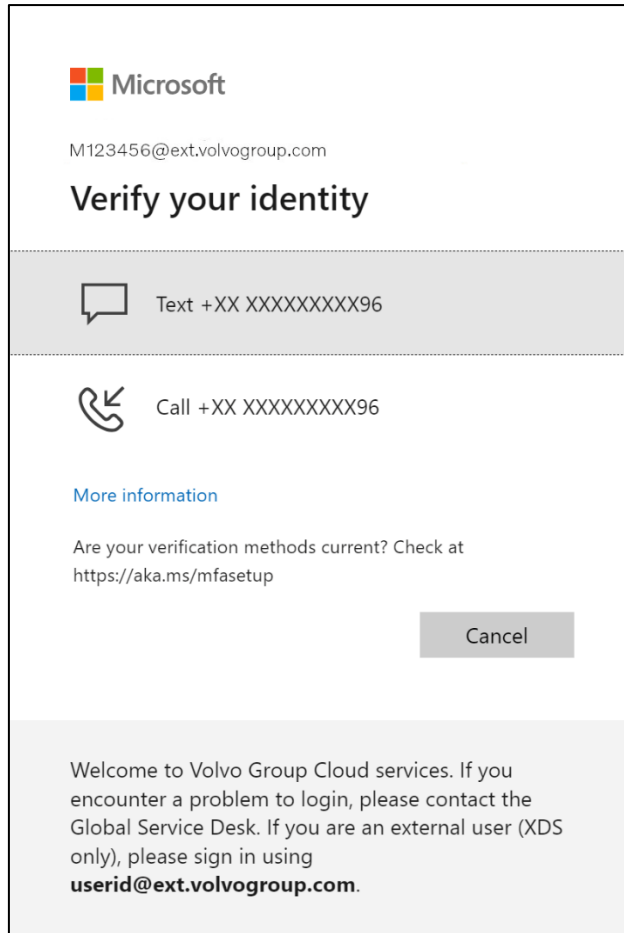 Microsoft
M123456@ext.volvogroup.com
Verify your identity
Text +XX XXXXXXXXX96
Call +XX XXXXXXXXX96
More information
Are your verification methods current? Check at
https://aka.ms/mfasetup
Cancel
Welcome to Volvo Group Cloud services. If you
encounter a problem to login, please contact the
Global Service Desk. If you are an external user (XDS
only), please sign in using
userid@ext.volvogroup.com.